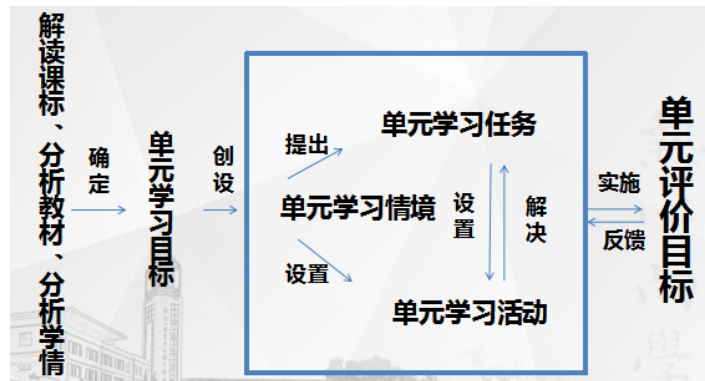 解读课标、分析教材、分析学情
确定
单元学习目标
创设
提出
单元学习任务
单元学习情境
设置
解决
设置
单元学习活动
实施
反馈
单元评价目标